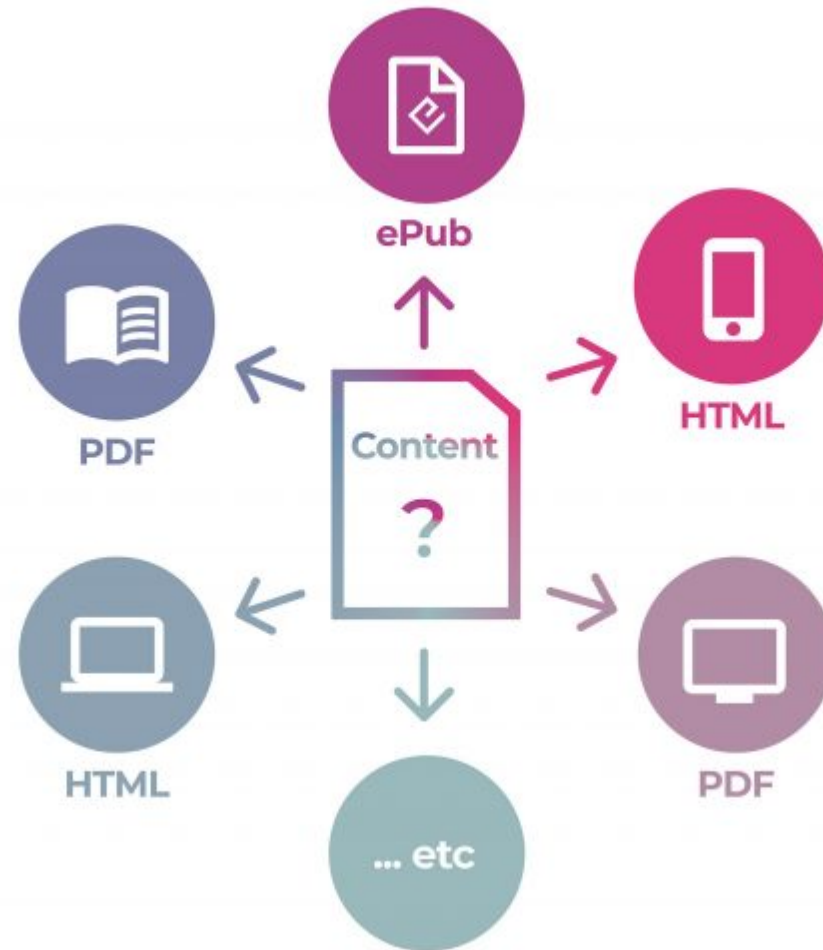 ePub
HTML
PDF
Content
?
HTML
PDF
... etc